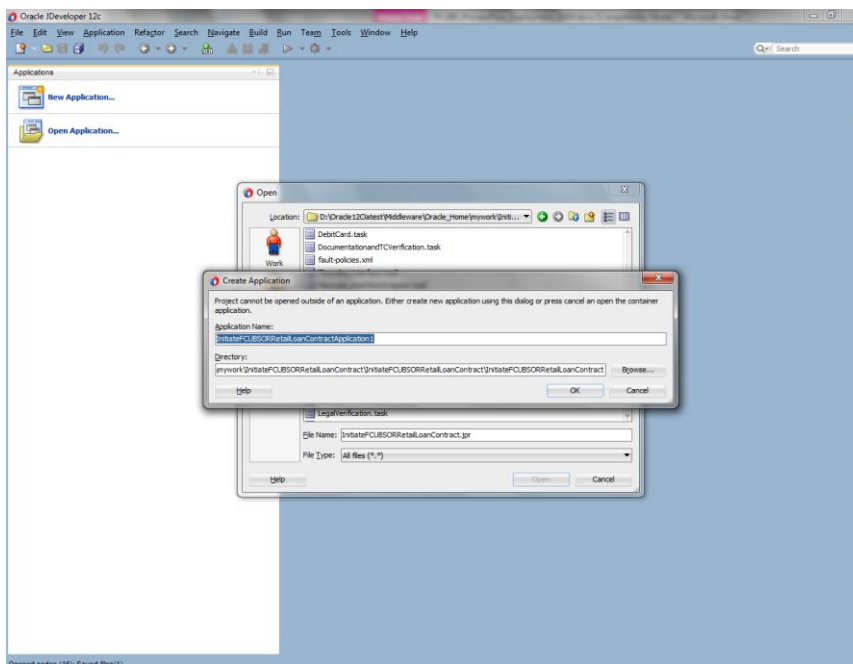 Oracle JDeveloper 12c
File Edit View Application Refactor Search Navigate Build Run Team Tools Window Help
Search
Applications
New Application...
Open Application...
Open
Location: D:\Oracle12Clatest\Middleware\Oracle_Home\mywork\Initi...
DebitCard.task
DocumentationandTCVerification.task
Work
fault-policies.xml
Create Application
Project cannot be opened outside of an application. Either create new application using this dialog or press cancel an open the container
application.
Application Name:
InitiateFCUBSORRetailLoanContractApplication1
Directory:
mywork\InitiateFCUBSORRetailLoanContract\InitiateFCUBSORRetailLoanContract\InitiateFCUBSORRetailLoanContract
Browse...
Help OK Cancel
LegalVerification.task
File Name: InitiateFCUBSORRetailLoanContract.jpr
File Type: All files (*.*)
Help Open Cancel